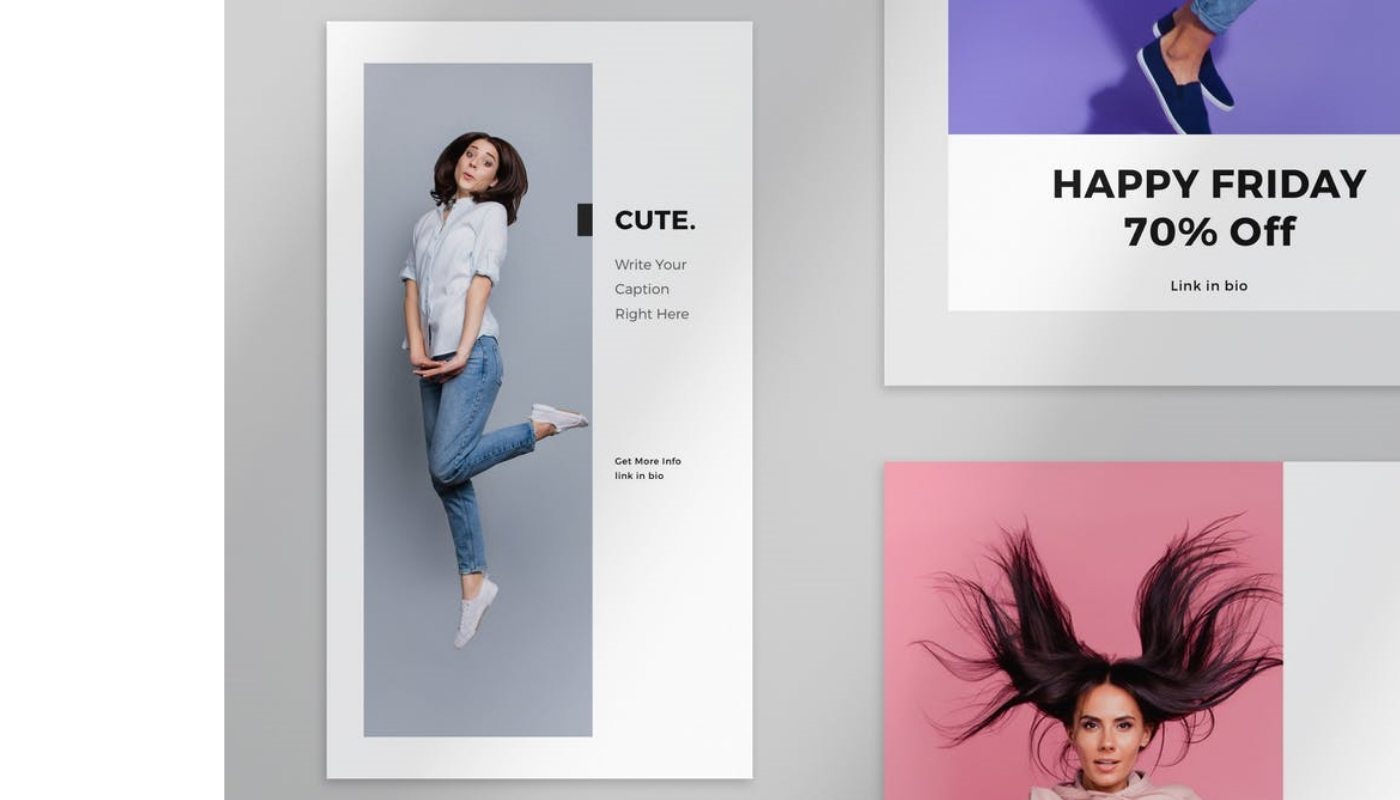 CUTE.
Write Your
Caption
Right Here
Get More Info
link in bio
HAPPY FRIDAY
70% Off
Link in bio